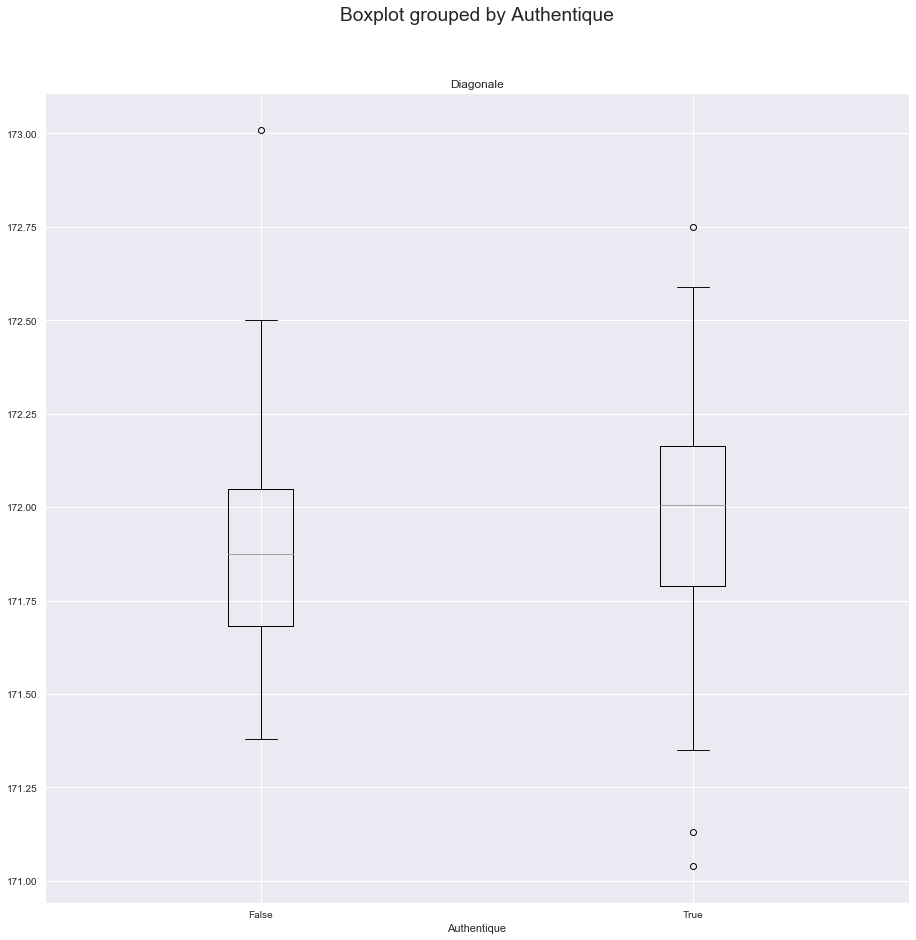 Boxplot grouped by Authentique
Diagonale
173.00
172.75
172.50
172.25
172.00
171.75
171.50
171.25
171.00
False True
Authentique